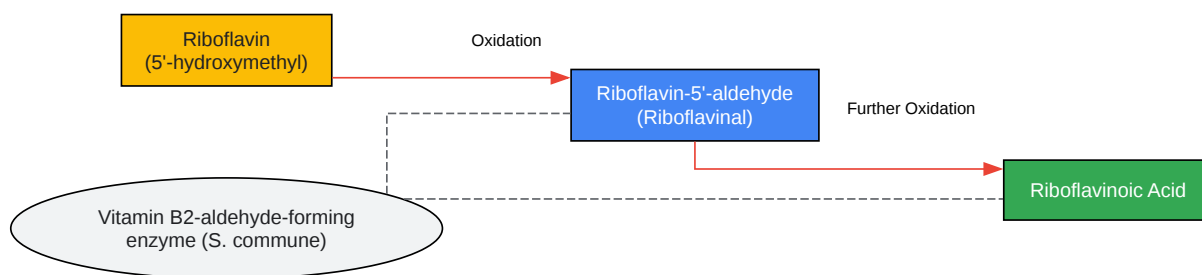 Riboflavin
(5'-hydroxymethyl)
Oxidation
Riboflavin-5'-aldehyde
(Riboflavinal)
Further Oxidation
Riboflavinoic Acid
Vitamin B2-aldehyde-forming
enzyme (S. commune)